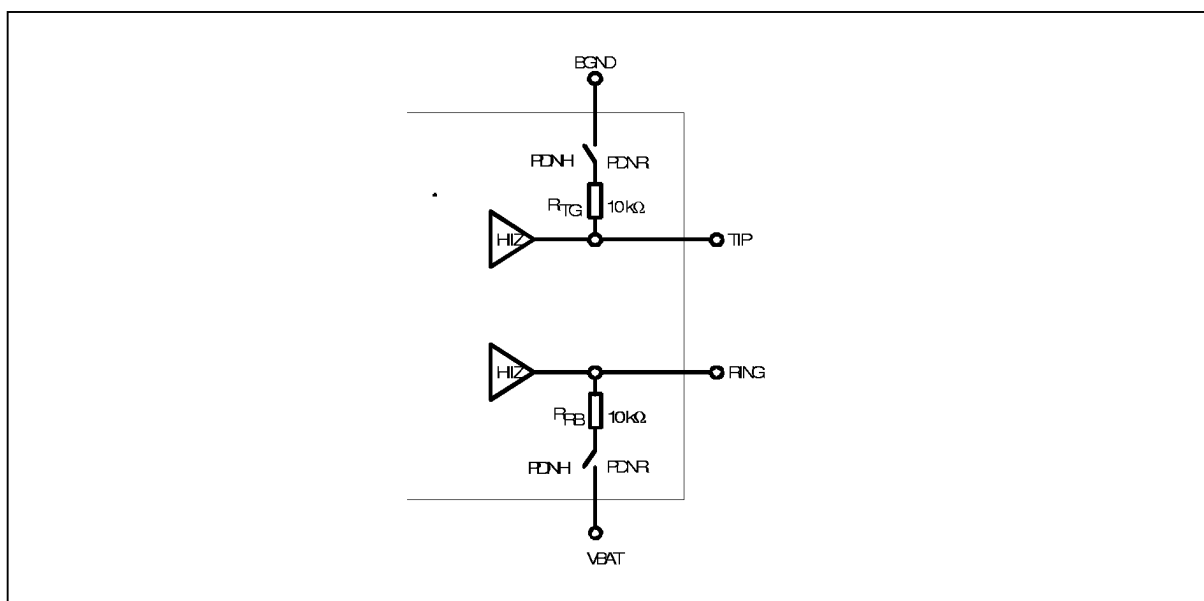 BGND
PDNH PDNR
RTG 10kΩ
HIZ
TIP
HIZ
RING
RRB 10kΩ
PDNH PDNR
VBAT